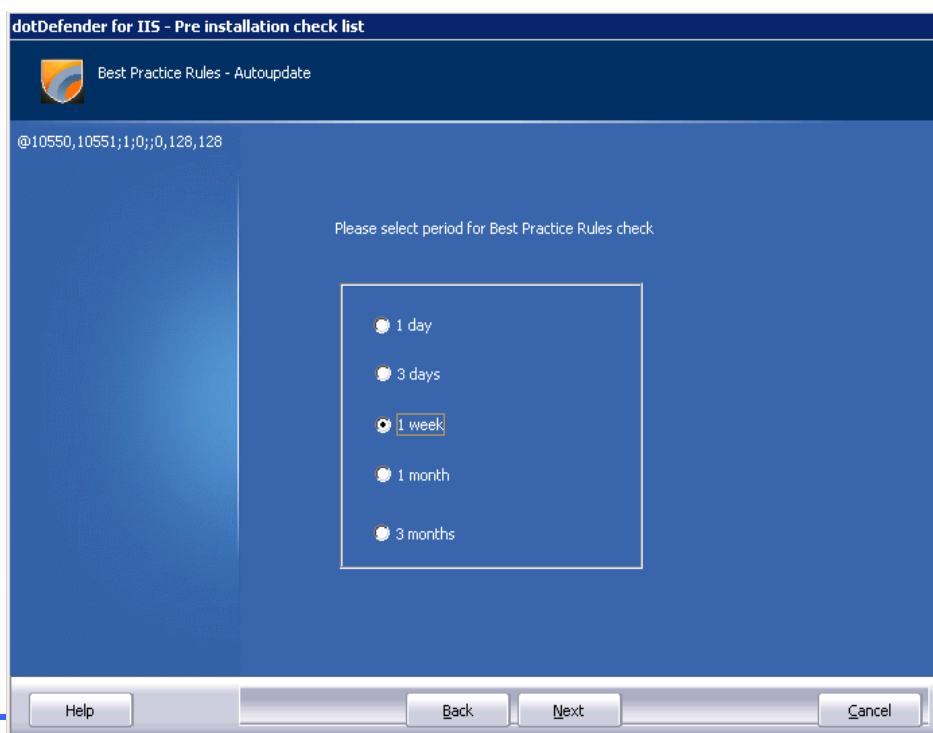 dotDefender for IIS - Pre installation check list
Best Practice Rules - Autoupdate
@10550,10551;1;0;;0,128,128
Please select period for Best Practice Rules check
1 day
3 days
1 week
1 month
3 months
Help
Back
Next
Cancel